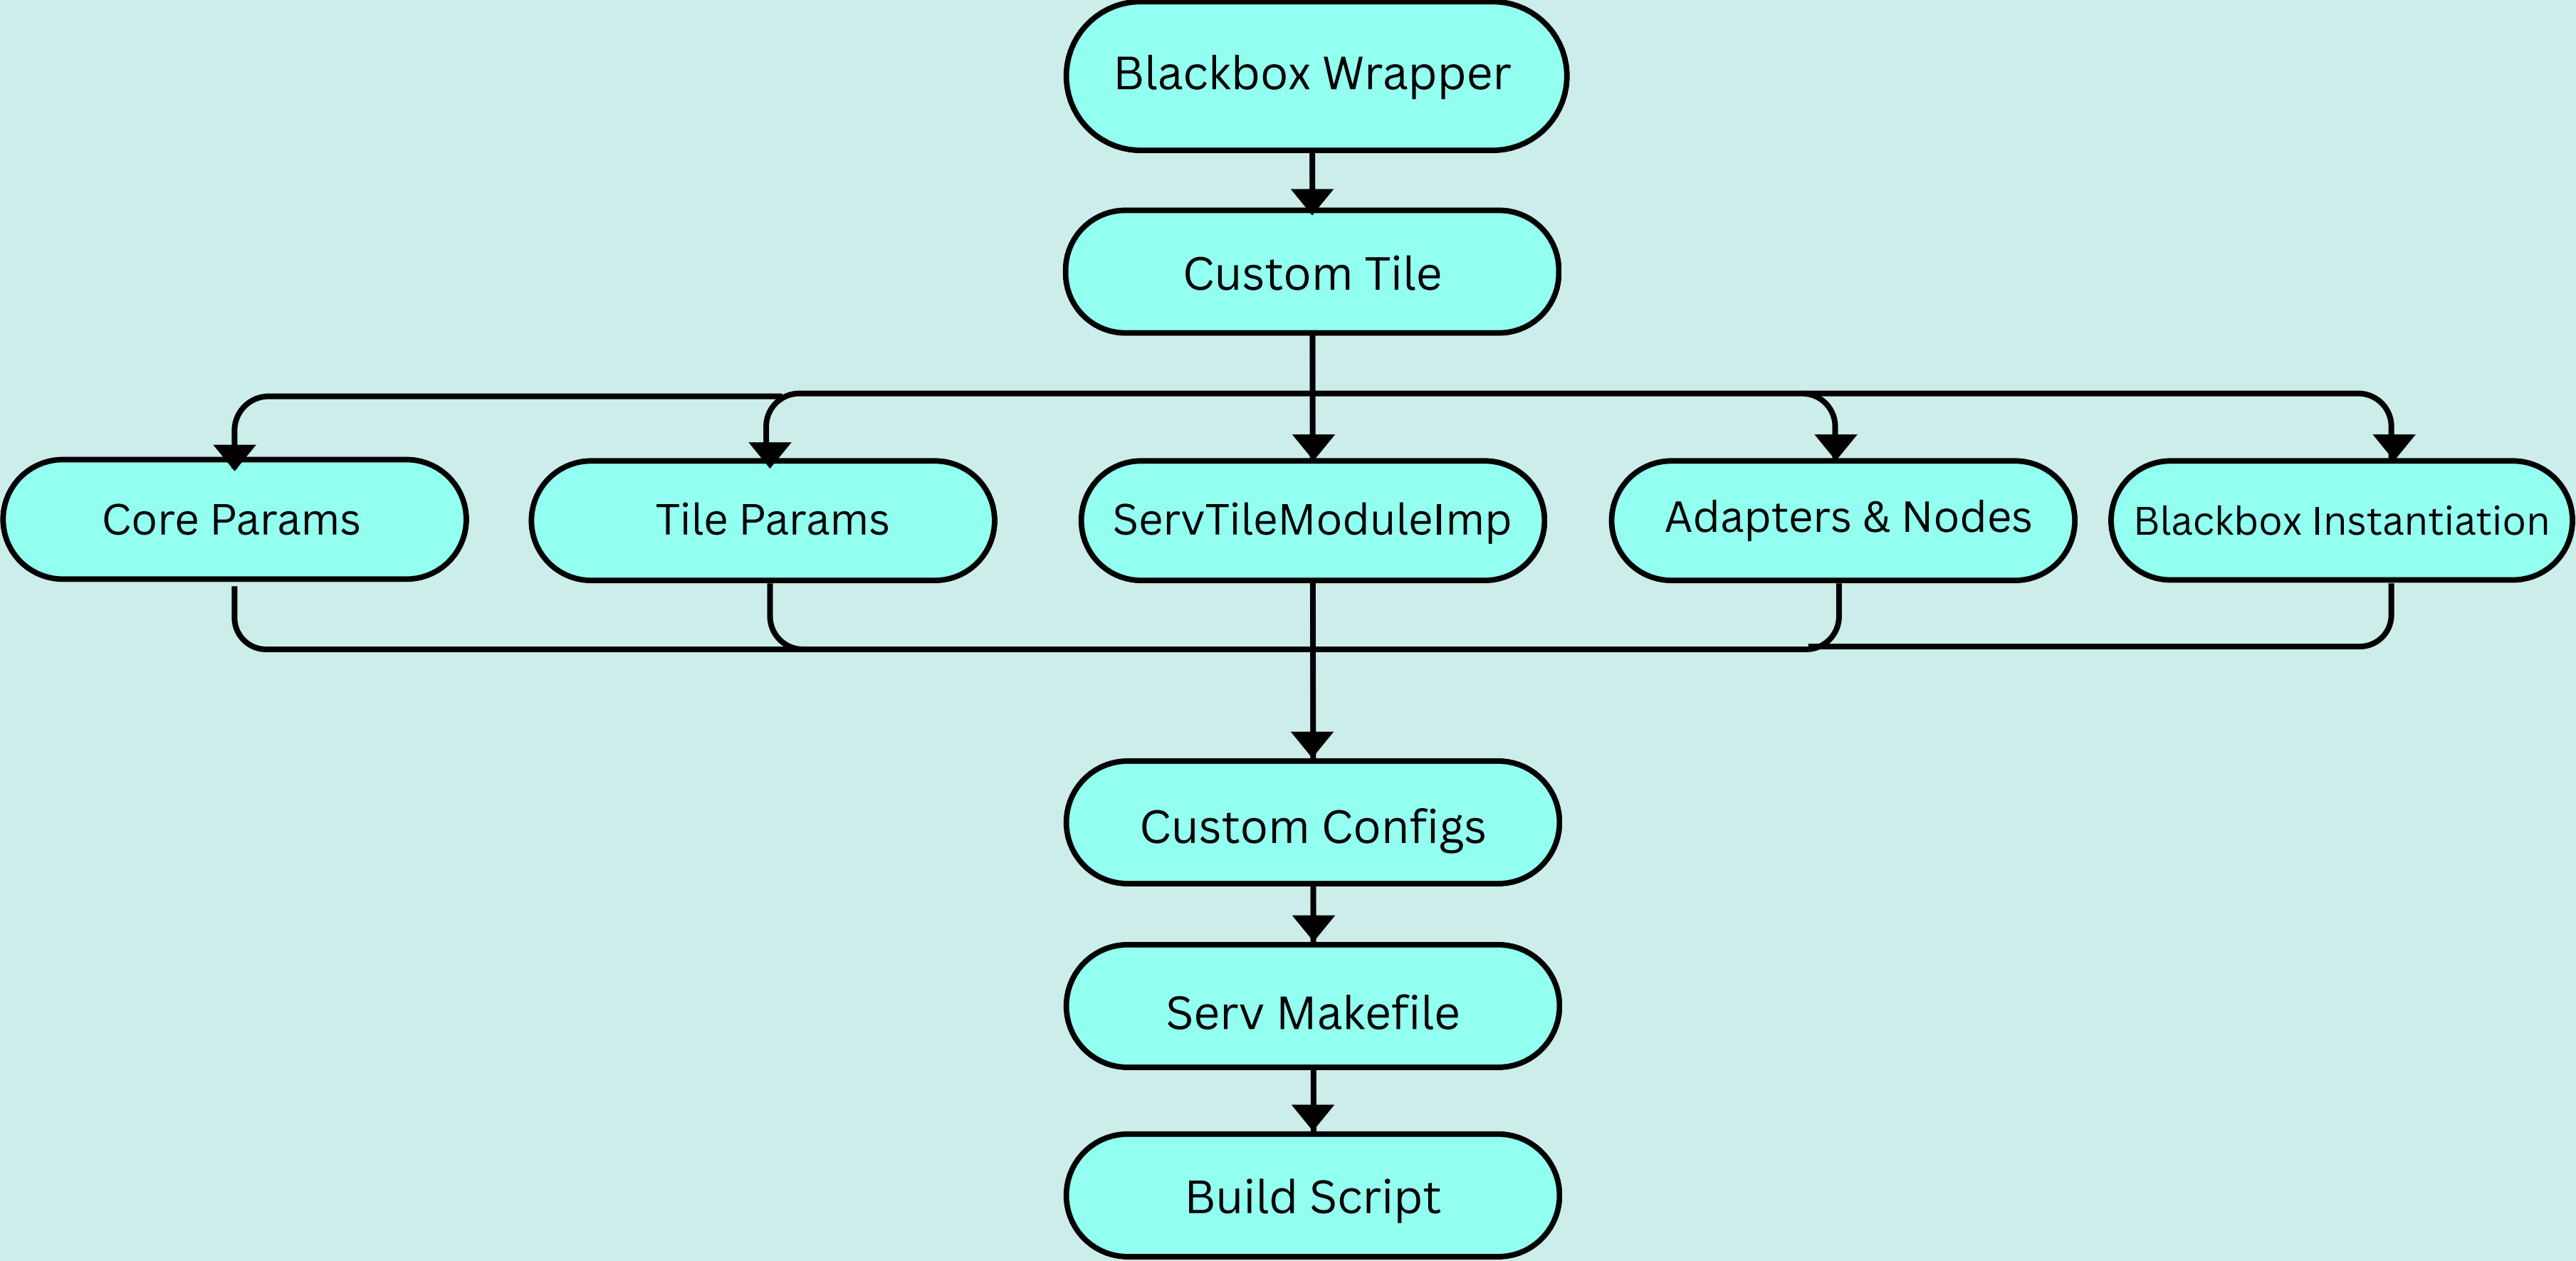 Blackbox Wrapper
Custom Tile
Core Params
Tile Params
ServTileModuleImp
Adapters & Nodes
Blackbox Instantiation
Custom Configs
Serv Makefile
Build Script